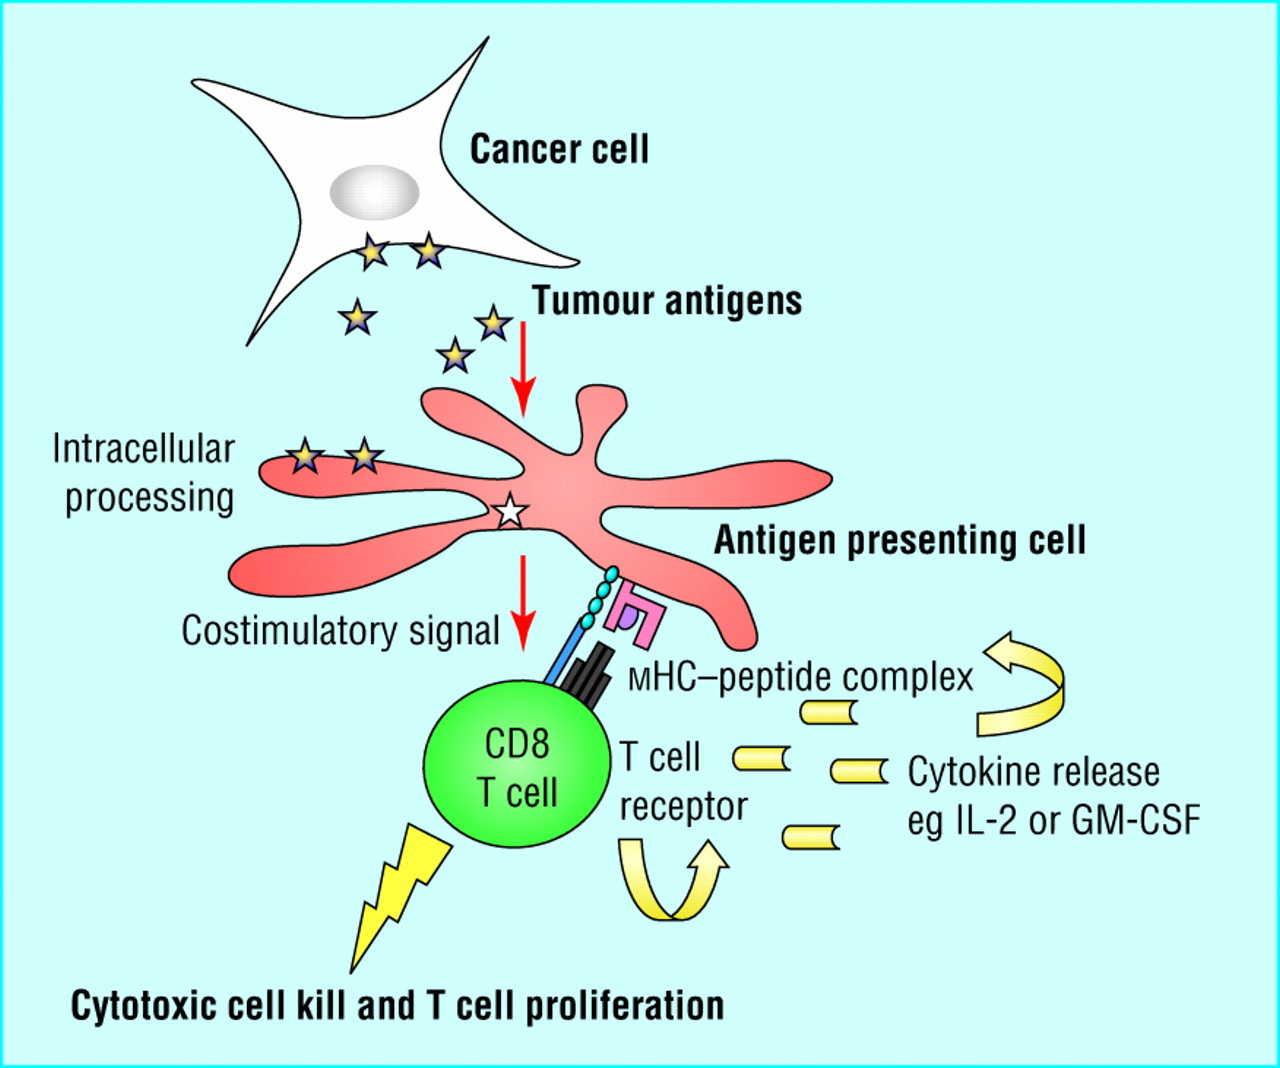 Cancer cell
Tumour antigens
Intracellular
processing
Antigen presenting cell
Costimulatory signal
MHC–peptide complex
CD8
T cell
T cell
receptor
Cytokine release
eg IL-2 or GM-CSF
Cytotoxic cell kill and T cell proliferation